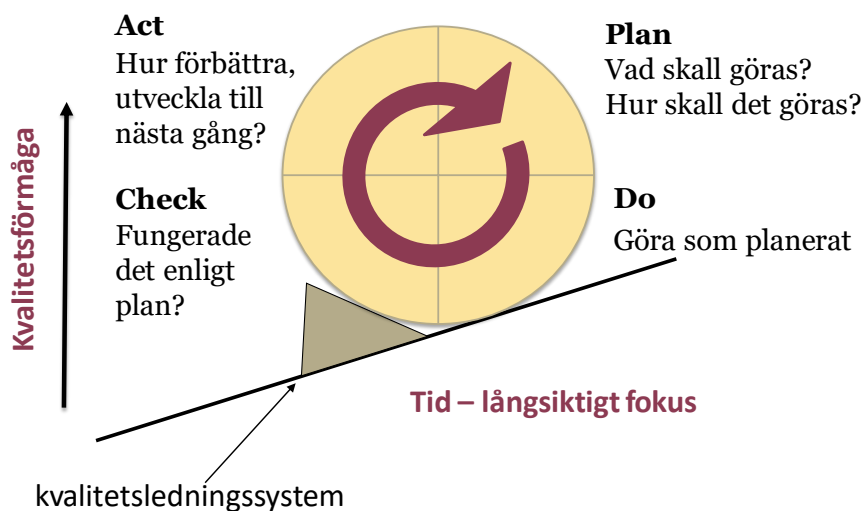 Act
Hur förbättra,
utveckla till
nästa gång?
Plan
Vad skall göras?
Hur skall det göras?
Kvalitetsförmåga
Check
Fungerade
det enligt
plan?
Do
Göra som planerat
Tid – långsiktigt fokus
kvalitetsledningssystem